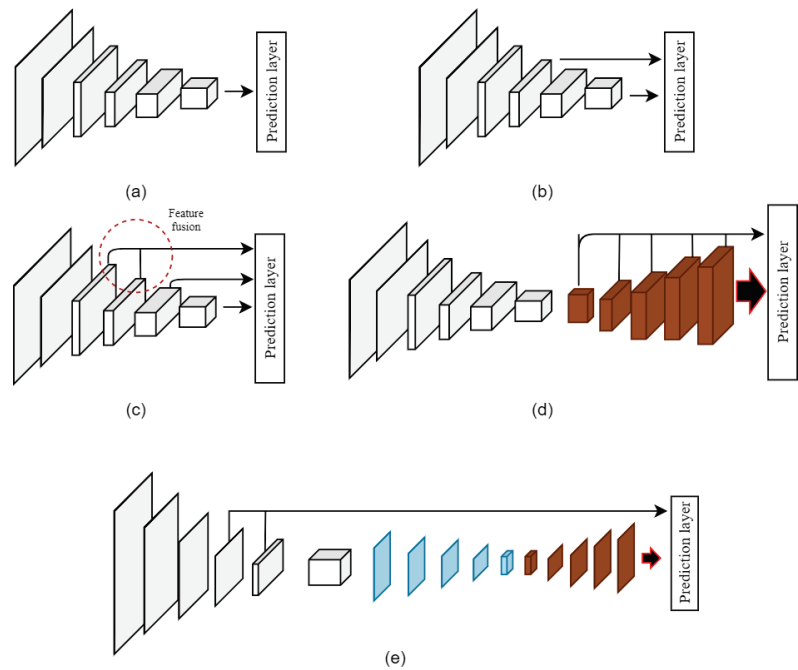 Prediction layer
(a)
Prediction layer
(b)
Feature
fusion
Prediction layer
(c)
Prediction layer
(d)
Prediction layer
(e)